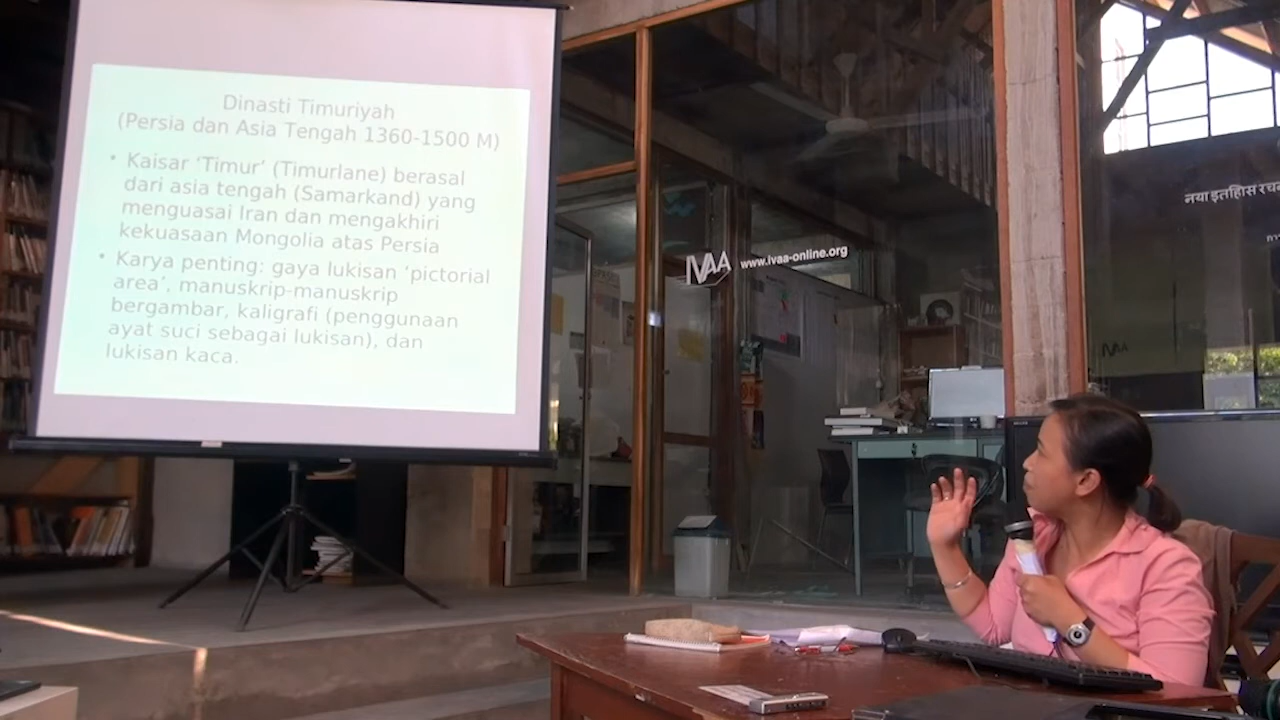 Dinasti Timuriyah
(Persia dan Asia Tengah 1360-1500 M)
• Kaisar ‘Timur’ (Timurlane) berasal
dari asia tengah (Samarkand) yang
menguasai Iran dan mengakhiri
kekuasaan Mongolia atas Persia
• Karya penting: gaya lukisan ‘pictorial
area’, manuskrip-manuskrip
bergambar, kaligrafi (penggunaan
ayat suci sebagai lukisan), dan
lukisan kaca.
IVAA www.ivaa-online.org
नया इतिहास
IVAA